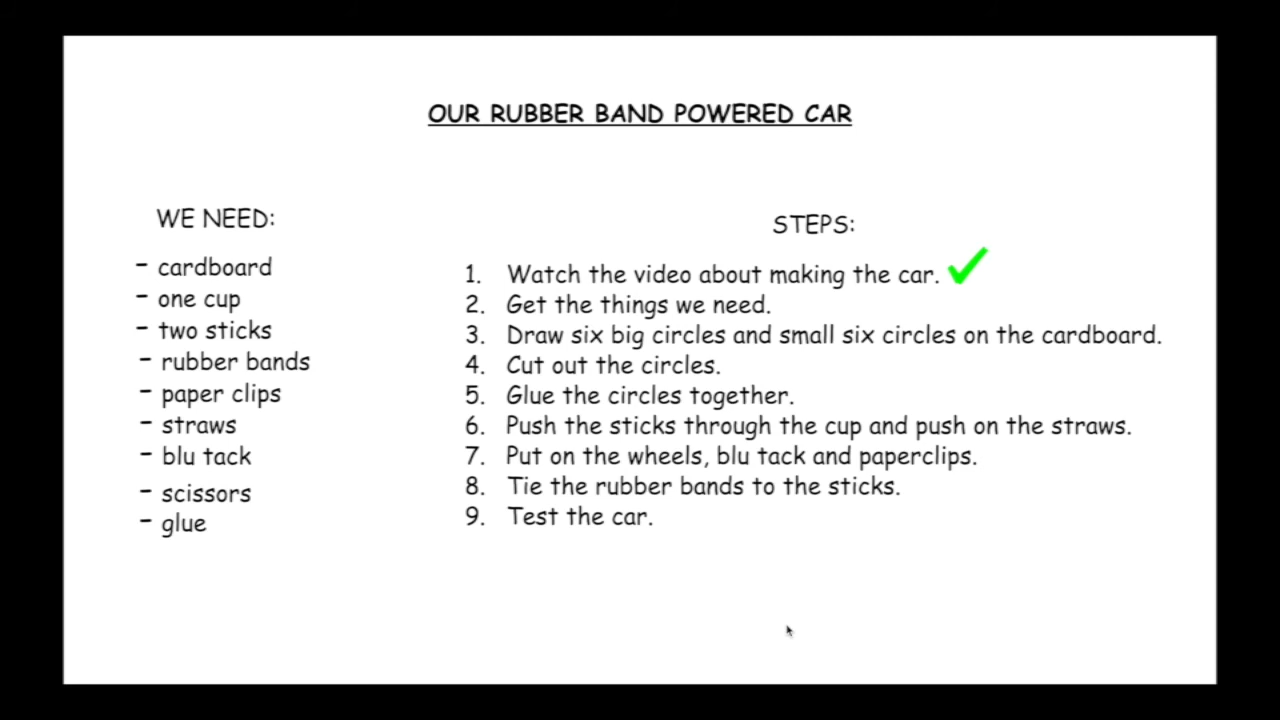 OUR RUBBER BAND POWERED CAR
WE NEED:
- cardboard
- one cup
- two sticks
- rubber bands
- paper clips
- straws
- blu tack
- scissors
- glue
STEPS:
1. Watch the video about making the car.
2. Get the things we need.
3. Draw six big circles and small six circles on the cardboard.
4. Cut out the circles.
5. Glue the circles together.
6. Push the sticks through the cup and push on the straws.
7. Put on the wheels, blu tack and paperclips.
8. Tie the rubber bands to the sticks.
9. Test the car.